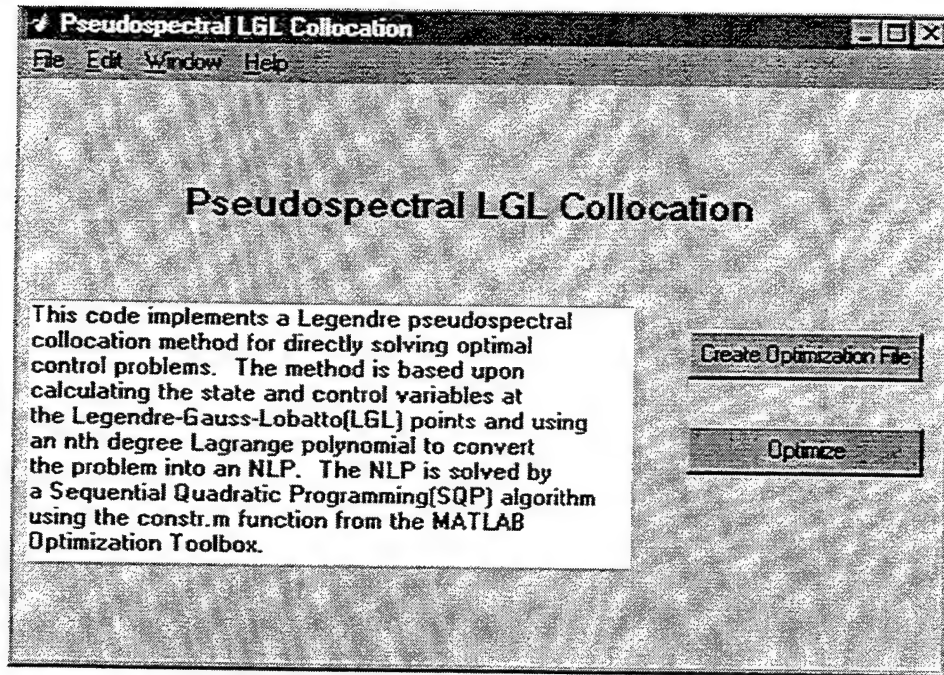 Pseudospectral LGL Collocation
File Edit Window Help
Pseudospectral LGL Collocation
This code implements a Legendre pseudospectral
collocation method for directly solving optimal
control problems. The method is based upon
calculating the state and control variables at
the Legendre-Gauss-Lobatto(LGL) points and using
an nth degree Lagrange polynomial to convert
the problem into an NLP. The NLP is solved by
a Sequential Quadratic Programming(SQP) algorithm
using the constr.m function from the MATLAB
Optimization Toolbox.
Create Optimization File
Optimize